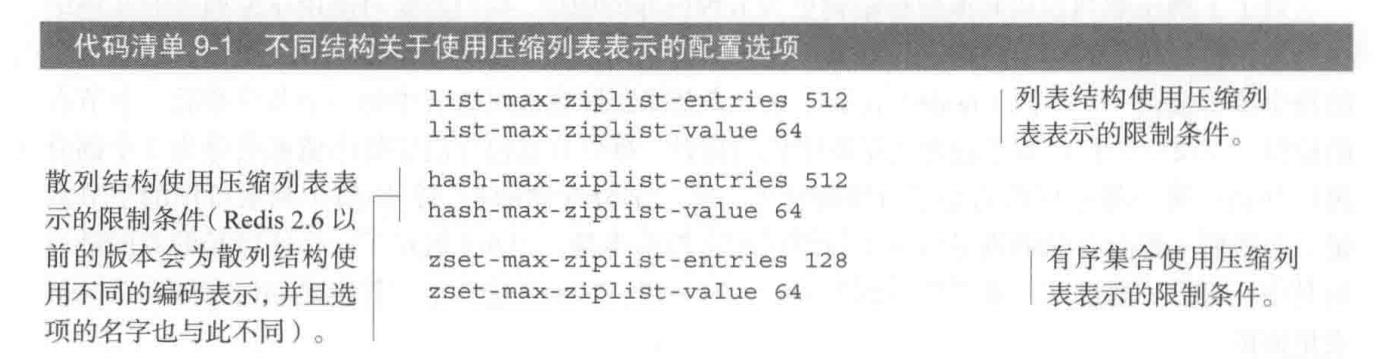 代码清单 9-1 不同结构关于使用压缩列表表示的配置选项
list-max-ziplist-entries 512
list-max-ziplist-value 64
列表结构使用压缩列
表表示的限制条件。
散列结构使用压缩列表表
示的限制条件（Redis 2.6 以
前的版本会为散列结构使
用不同的编码表示，并且选
项的名字也与此不同）。
hash-max-ziplist-entries 512
hash-max-ziplist-value 64
zset-max-ziplist-entries 128
zset-max-ziplist-value 64
有序集合使用压缩列
表表示的限制条件。